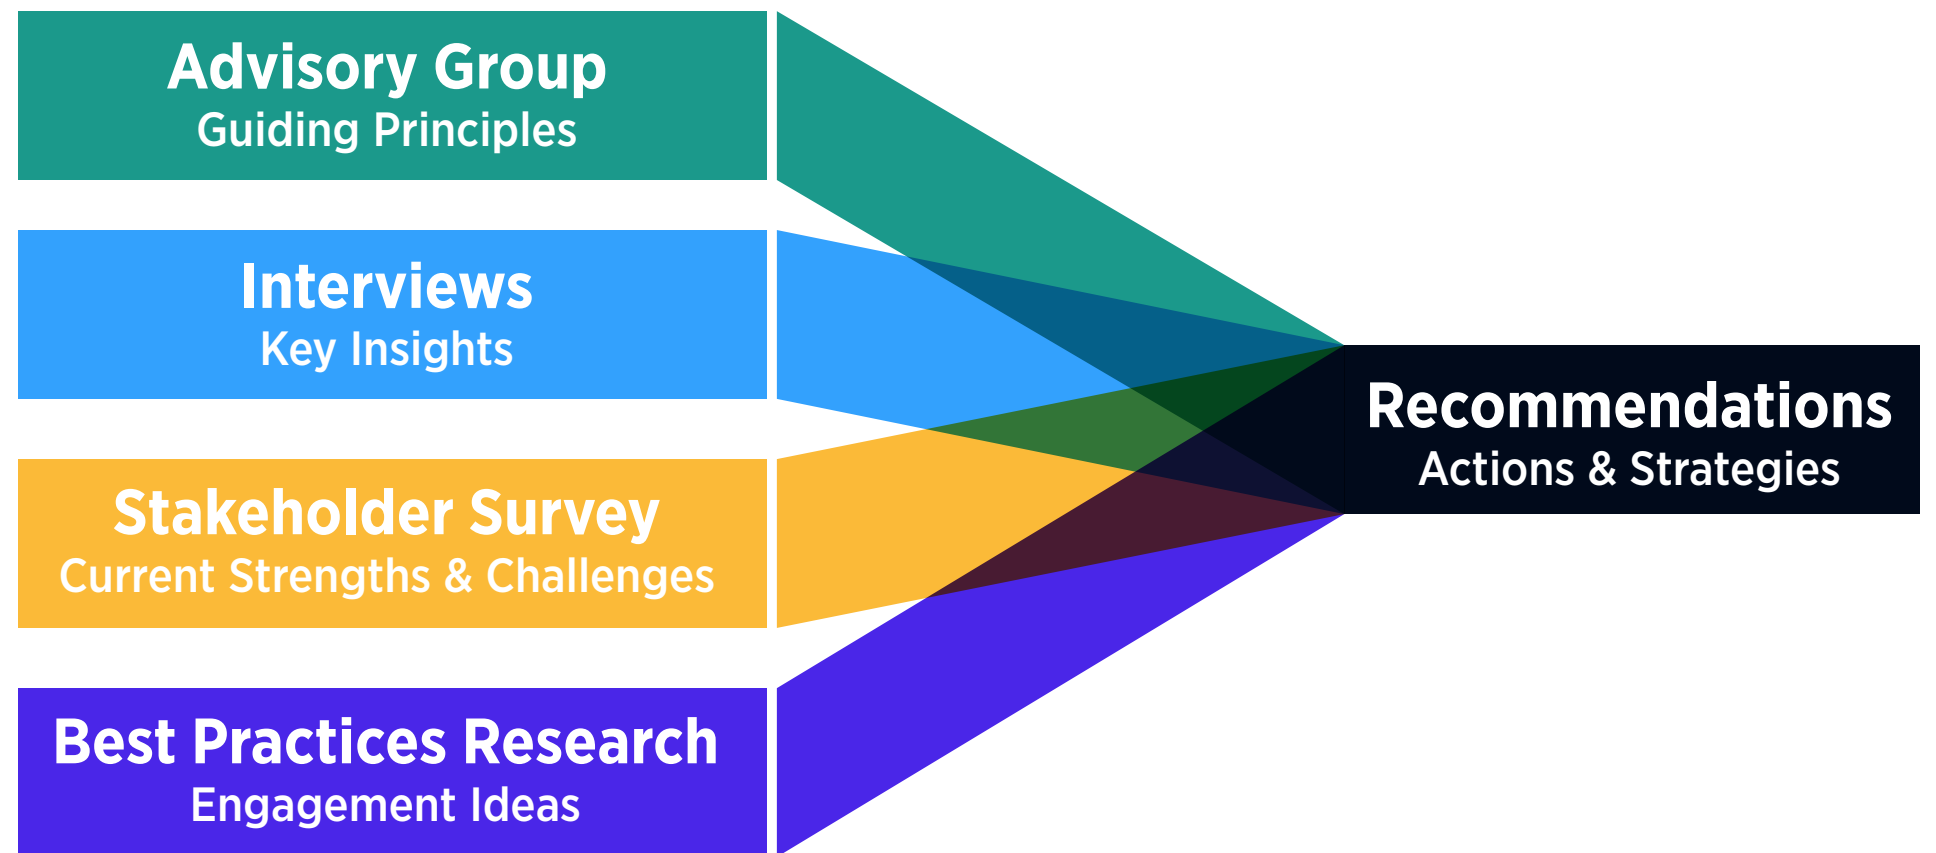 Advisory Group
Guiding Principles
Interviews
Key Insights
Stakeholder Survey
Current Strengths & Challenges
Best Practices Research
Engagement Ideas
Recommendations
Actions & Strategies